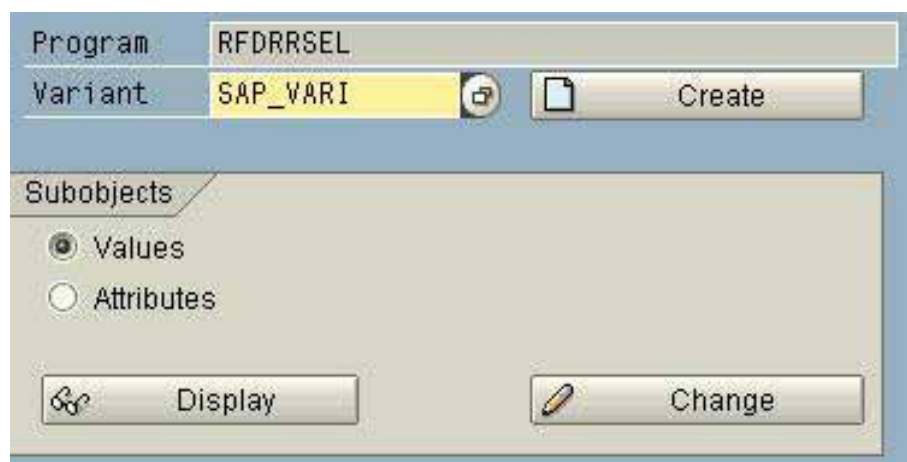 Program RFDRRSEL
Variant SAP_VARI Create
Subobjects
Values
Attributes
Display Change